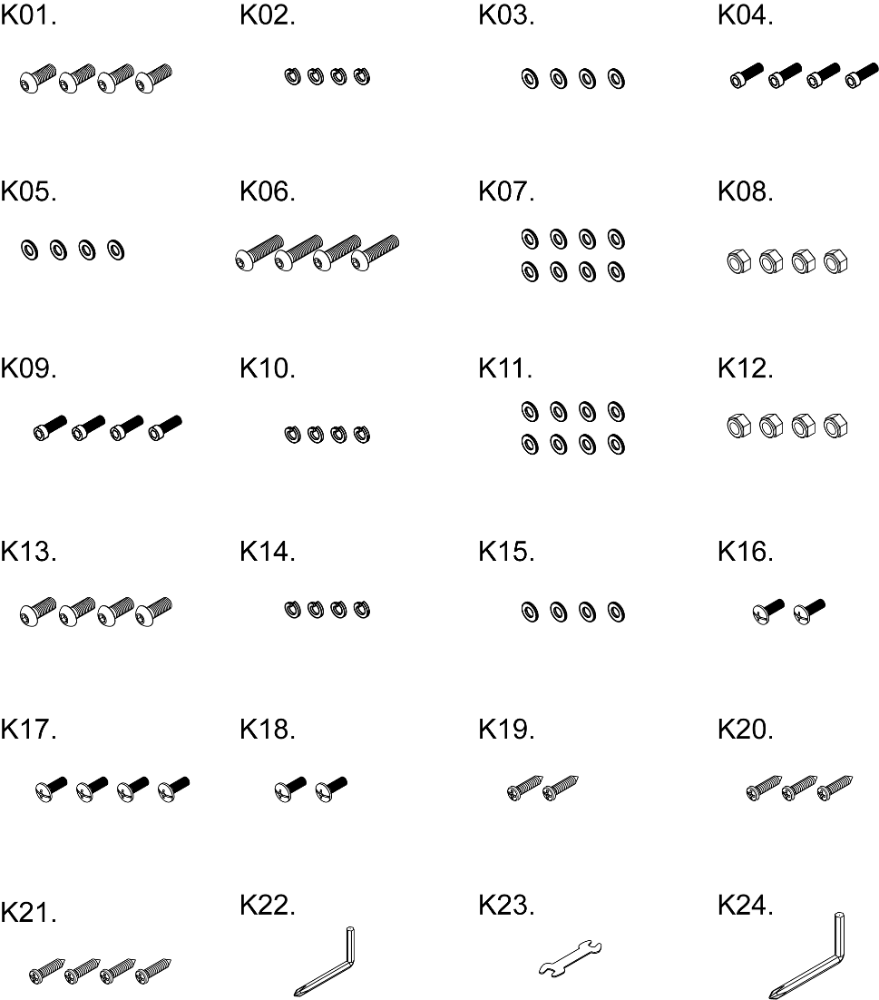 K01. K02. K03. K04.
K05. K06. K07. K08.
K09. K10. K11. K12.
K13. K14. K15. K16.
K17. K18. K19. K20.
K21. K22. K23. K24.